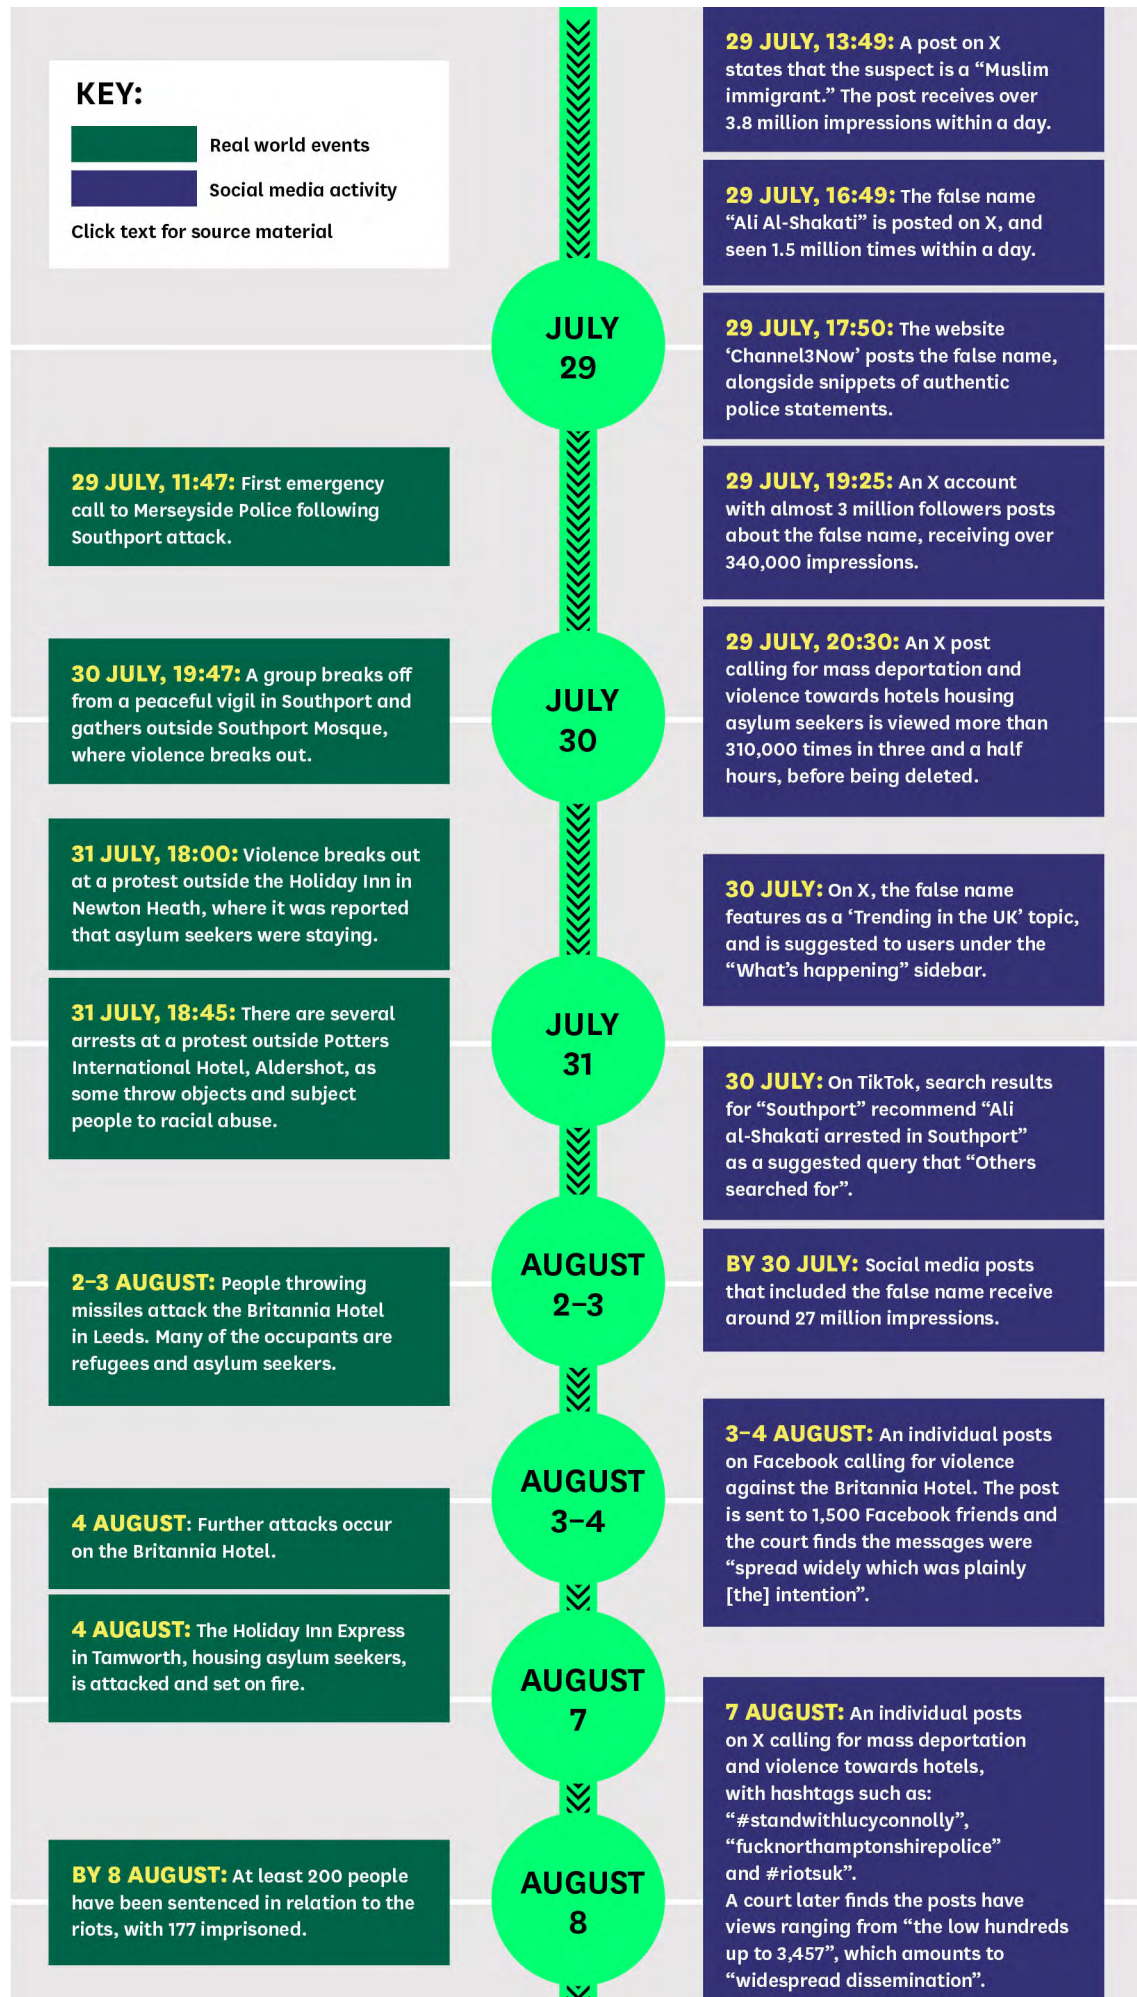 KEY:
Real world events
Social media activity
Click text for source material
JULY
29
29 JULY, 11:47: First emergency
call to Merseyside Police following
Southport attack.
29 JULY, 13:49: A post on X
states that the suspect is a “Muslim
immigrant.” The post receives over
3.8 million impressions within a day.
29 JULY, 16:49: The false name
“Ali Al-Shakati” is posted on X, and
seen 1.5 million times within a day.
29 JULY, 17:50: The website
‘Channel3Now’ posts the false name,
alongside snippets of authentic
police statements.
29 JULY, 19:25: An X account
with almost 3 million followers posts
about the false name, receiving over
340,000 impressions.
29 JULY, 20:30: An X post
calling for mass deportation and
violence towards hotels housing
asylum seekers is viewed more than
310,000 times in three and a half
hours, before being deleted.
JULY
30
30 JULY, 19:47: A group breaks off
from a peaceful vigil in Southport and
gathers outside Southport Mosque,
where violence breaks out.
30 JULY: On X, the false name
features as a ‘Trending in the UK’ topic,
and is suggested to users under the
“What’s happening” sidebar.
30 JULY: On TikTok, search results
for “Southport” recommend “Ali
al-Shakati arrested in Southport”
as a suggested query that “Others
searched for”.
BY 30 JULY: Social media posts
that included the false name receive
around 27 million impressions.
JULY
31
31 JULY, 18:00: Violence breaks out
at a protest outside the Holiday Inn in
Newton Heath, where it was reported
that asylum seekers were staying.
31 JULY, 18:45: There are several
arrests at a protest outside Potters
International Hotel, Aldershot, as
some throw objects and subject
people to racial abuse.
AUGUST
2–3
2–3 AUGUST: People throwing
missiles attack the Britannia Hotel
in Leeds. Many of the occupants are
refugees and asylum seekers.
AUGUST
3–4
3–4 AUGUST: An individual posts
on Facebook calling for violence
against the Britannia Hotel. The post
is sent to 1,500 Facebook friends and
the court finds the messages were
“spread widely which was plainly
[the] intention”.
4 AUGUST: Further attacks occur
on the Britannia Hotel.
4 AUGUST: The Holiday Inn Express
in Tamworth, housing asylum seekers,
is attacked and set on fire.
AUGUST
7
7 AUGUST: An individual posts
on X calling for mass deportation
and violence towards hotels,
with hashtags such as:
“#standwithlucyconnolly”,
“fucknorthamptonshirepolice”
and #riotsuk”.
A court later finds the posts have
views ranging from “the low hundreds
up to 3,457”, which amounts to
“widespread dissemination”.
AUGUST
8
BY 8 AUGUST: At least 200 people
have been sentenced in relation to the
riots, with 177 imprisoned.